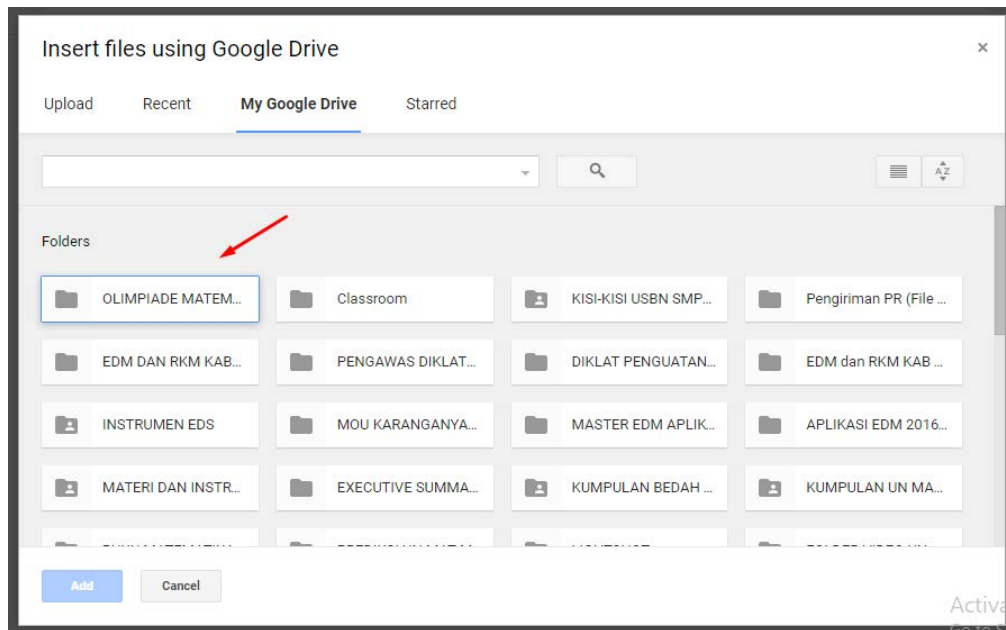 Insert files using Google Drive ×
Upload Recent My Google Drive Starred
AZ
Folders
OLIMPIADE MATEM... Classroom KISI-KISI USBN SMP... Pengiriman PR (File ...
EDM DAN RKM KAB... PENGAWAS DIKLAT... DIKLAT PENGUATAN... EDM dan RKM KAB ...
INSTRUMEN EDS MOU KARANGANYA... MASTER EDM APLIK... APLIKASI EDM 2016...
MATERI DAN INSTR... EXECUTIVE SUMMA... KUMPULAN BEDAH ... KUMPULAN UN MA...
Add Cancel
Activa